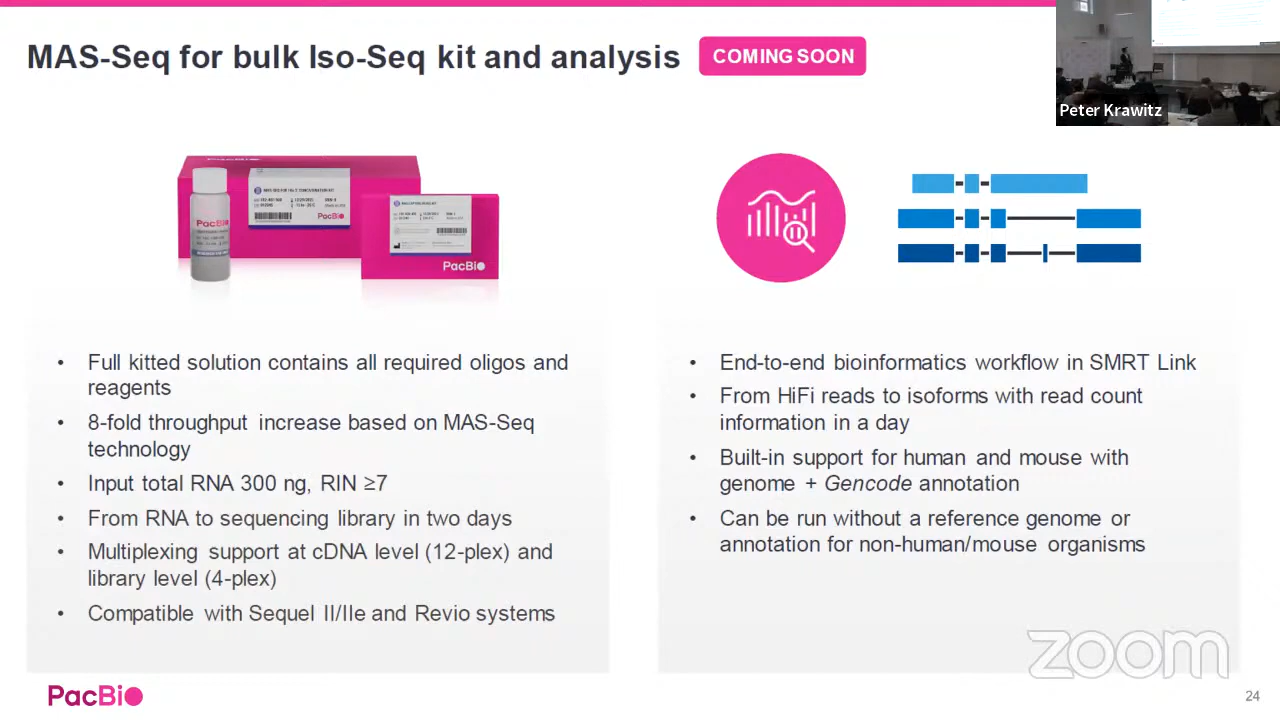 MAS-Seq for bulk Iso-Seq kit and analysis
COMING SOON
Peter Krawitz
PacBio
PacBio
PacBio
• Full kitted solution contains all required oligos and
reagents
• 8-fold throughput increase based on MAS-Seq
technology
• Input total RNA 300 ng, RIN ≥7
• From RNA to sequencing library in two days
• Multiplexing support at cDNA level (12-plex) and
library level (4-plex)
• Compatible with Sequel II/IIe and Revio systems
• End-to-end bioinformatics workflow in SMRT Link
• From HiFi reads to isoforms with read count
information in a day
• Built-in support for human and mouse with
genome + Gencode annotation
• Can be run without a reference genome or
annotation for non-human/mouse organisms
zoom
PacBio
24